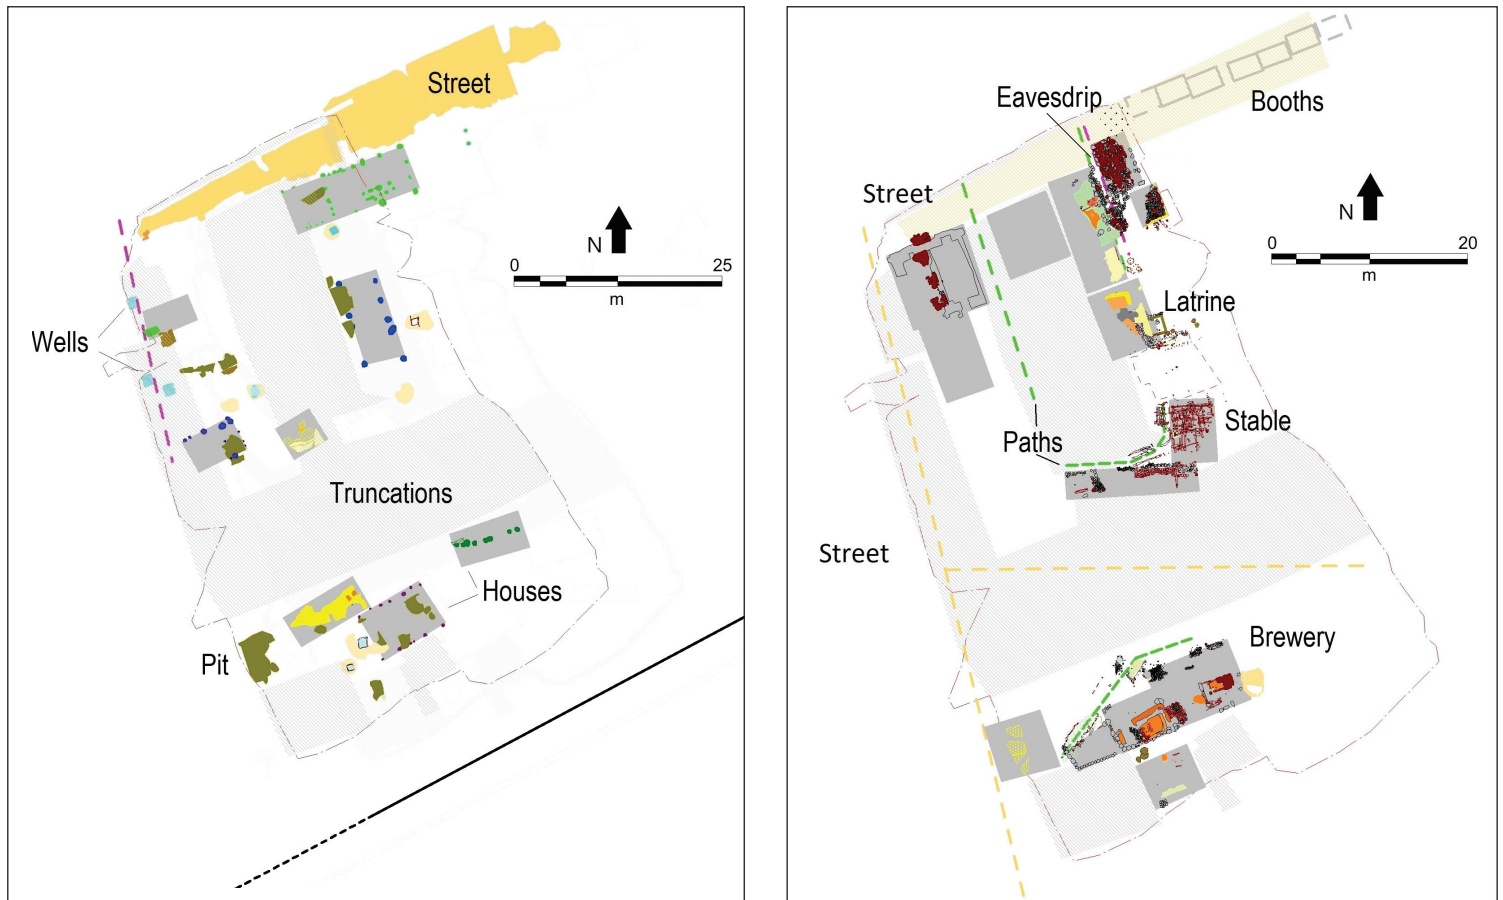 Street
N
0
25
m
Wells
Truncations
Houses
Pit
Eavesdrip
Booths
Street
N
0
20
m
Latrine
Stable
Paths
Street
Brewery